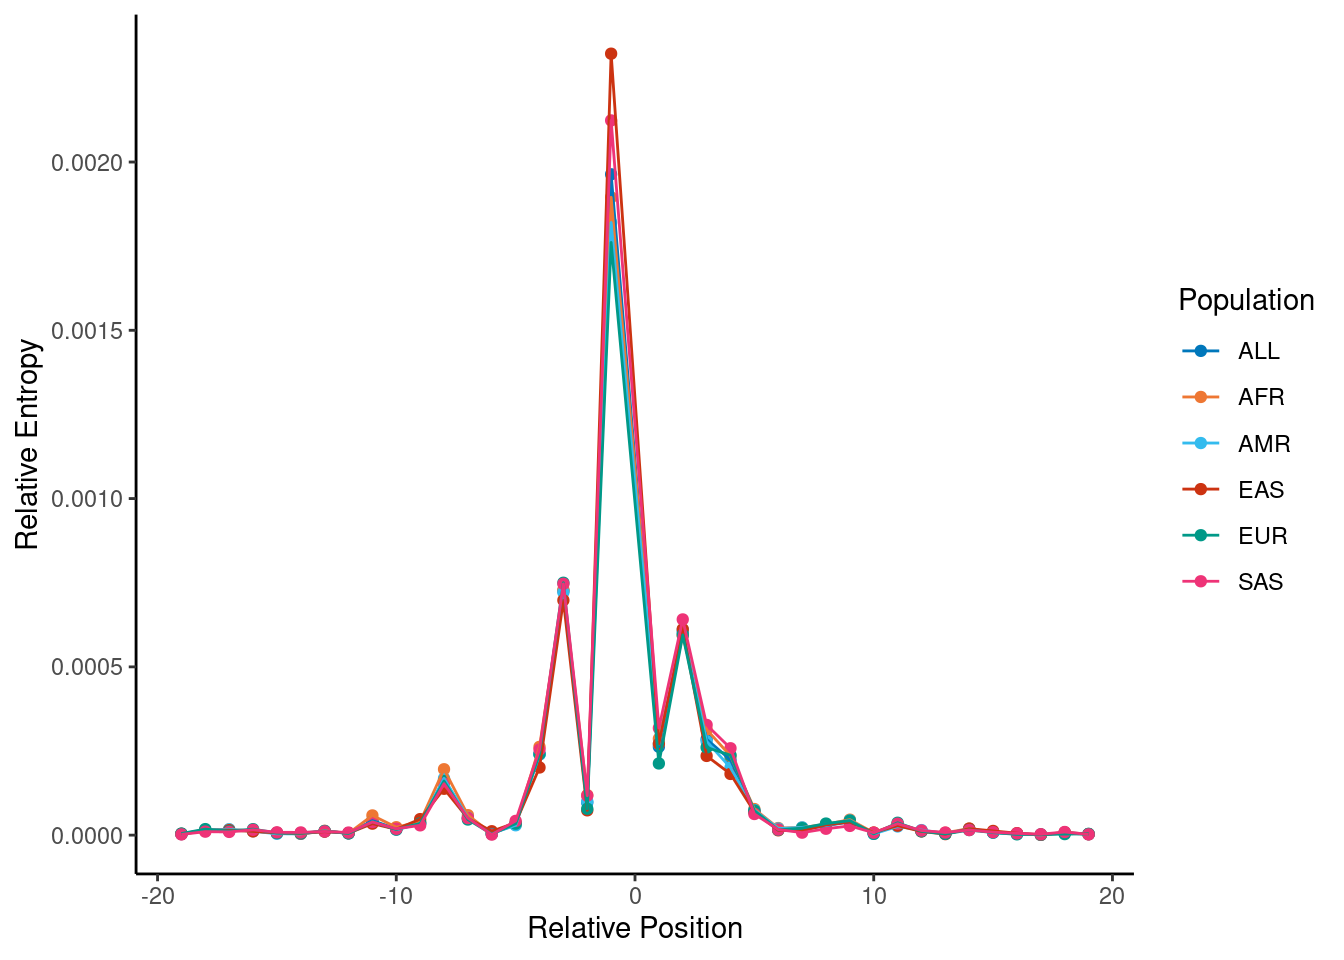 0.0020
0.0015
0.0010
0.0005
0.0000
Relative Entropy
-20
-10
0
10
20
Relative Position
Population
ALL
AFR
AMR
EAS
EUR
SAS